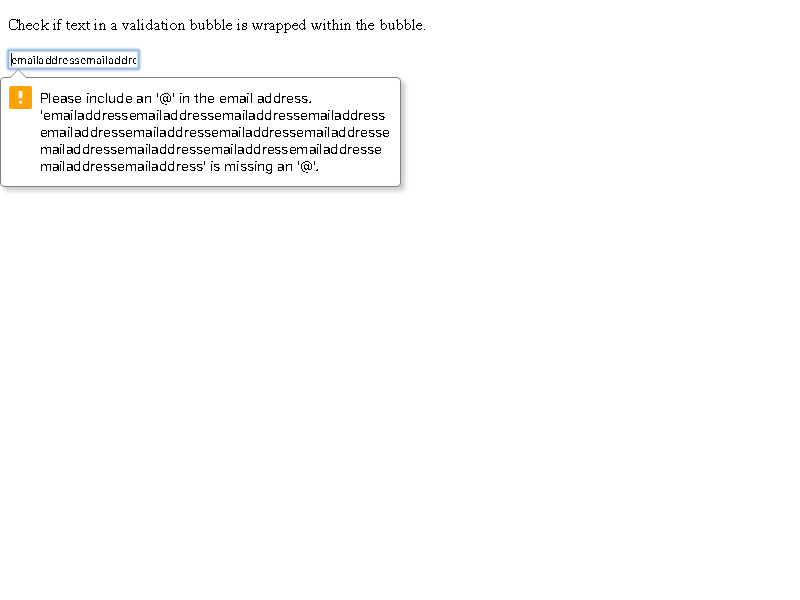 Check if text in a validation bubble is wrapped within the bubble.
emailaddressemailaddre
Please include an '@' in the email address.
'emailaddressemailaddressemailaddressemailaddress
emailaddressemailaddressemailaddressemailaddresse
mailaddressemailaddressemailaddressemailaddresse
mailaddressemailaddress' is missing an '@'.